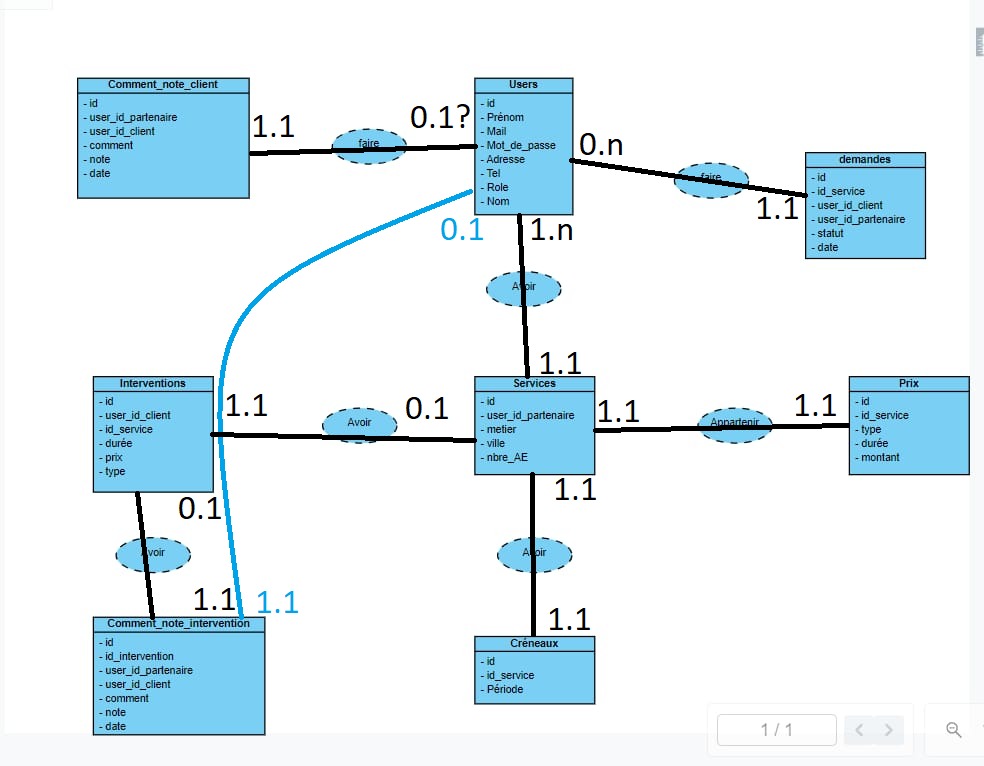 Comment_note_client
- id
- user_id_partenaire
- user_id_client
- comment
- note
- date
1.1
faire
0.1?
Users
- id
- Prénom
- Mail
- Mot_de_passe
- Adresse
- Tel
- Role
- Nom
0.n
faire
1.1
demandes
- id
- id_service
- user_id_client
- user_id_partenaire
- statut
- date
0.1
1.n
Avoir
1.1
Interventions
- id
- user_id_client
- id_service
- durée
- prix
- type
1.1
Avoir
0.1
Services
- id
- user_id_partenaire
- metier
- ville
- nbre_AE
1.1
Appartenir
1.1
Prix
- id
- id_service
- type
- durée
- montant
0.1
Avoir
1.1
1.1
Comment_note_intervention
- id
- id_intervention
- user_id_partenaire
- user_id_client
- comment
- note
- date
1.1
Avoir
1.1
Créneaux
- id
- id_service
- Période
1 / 1